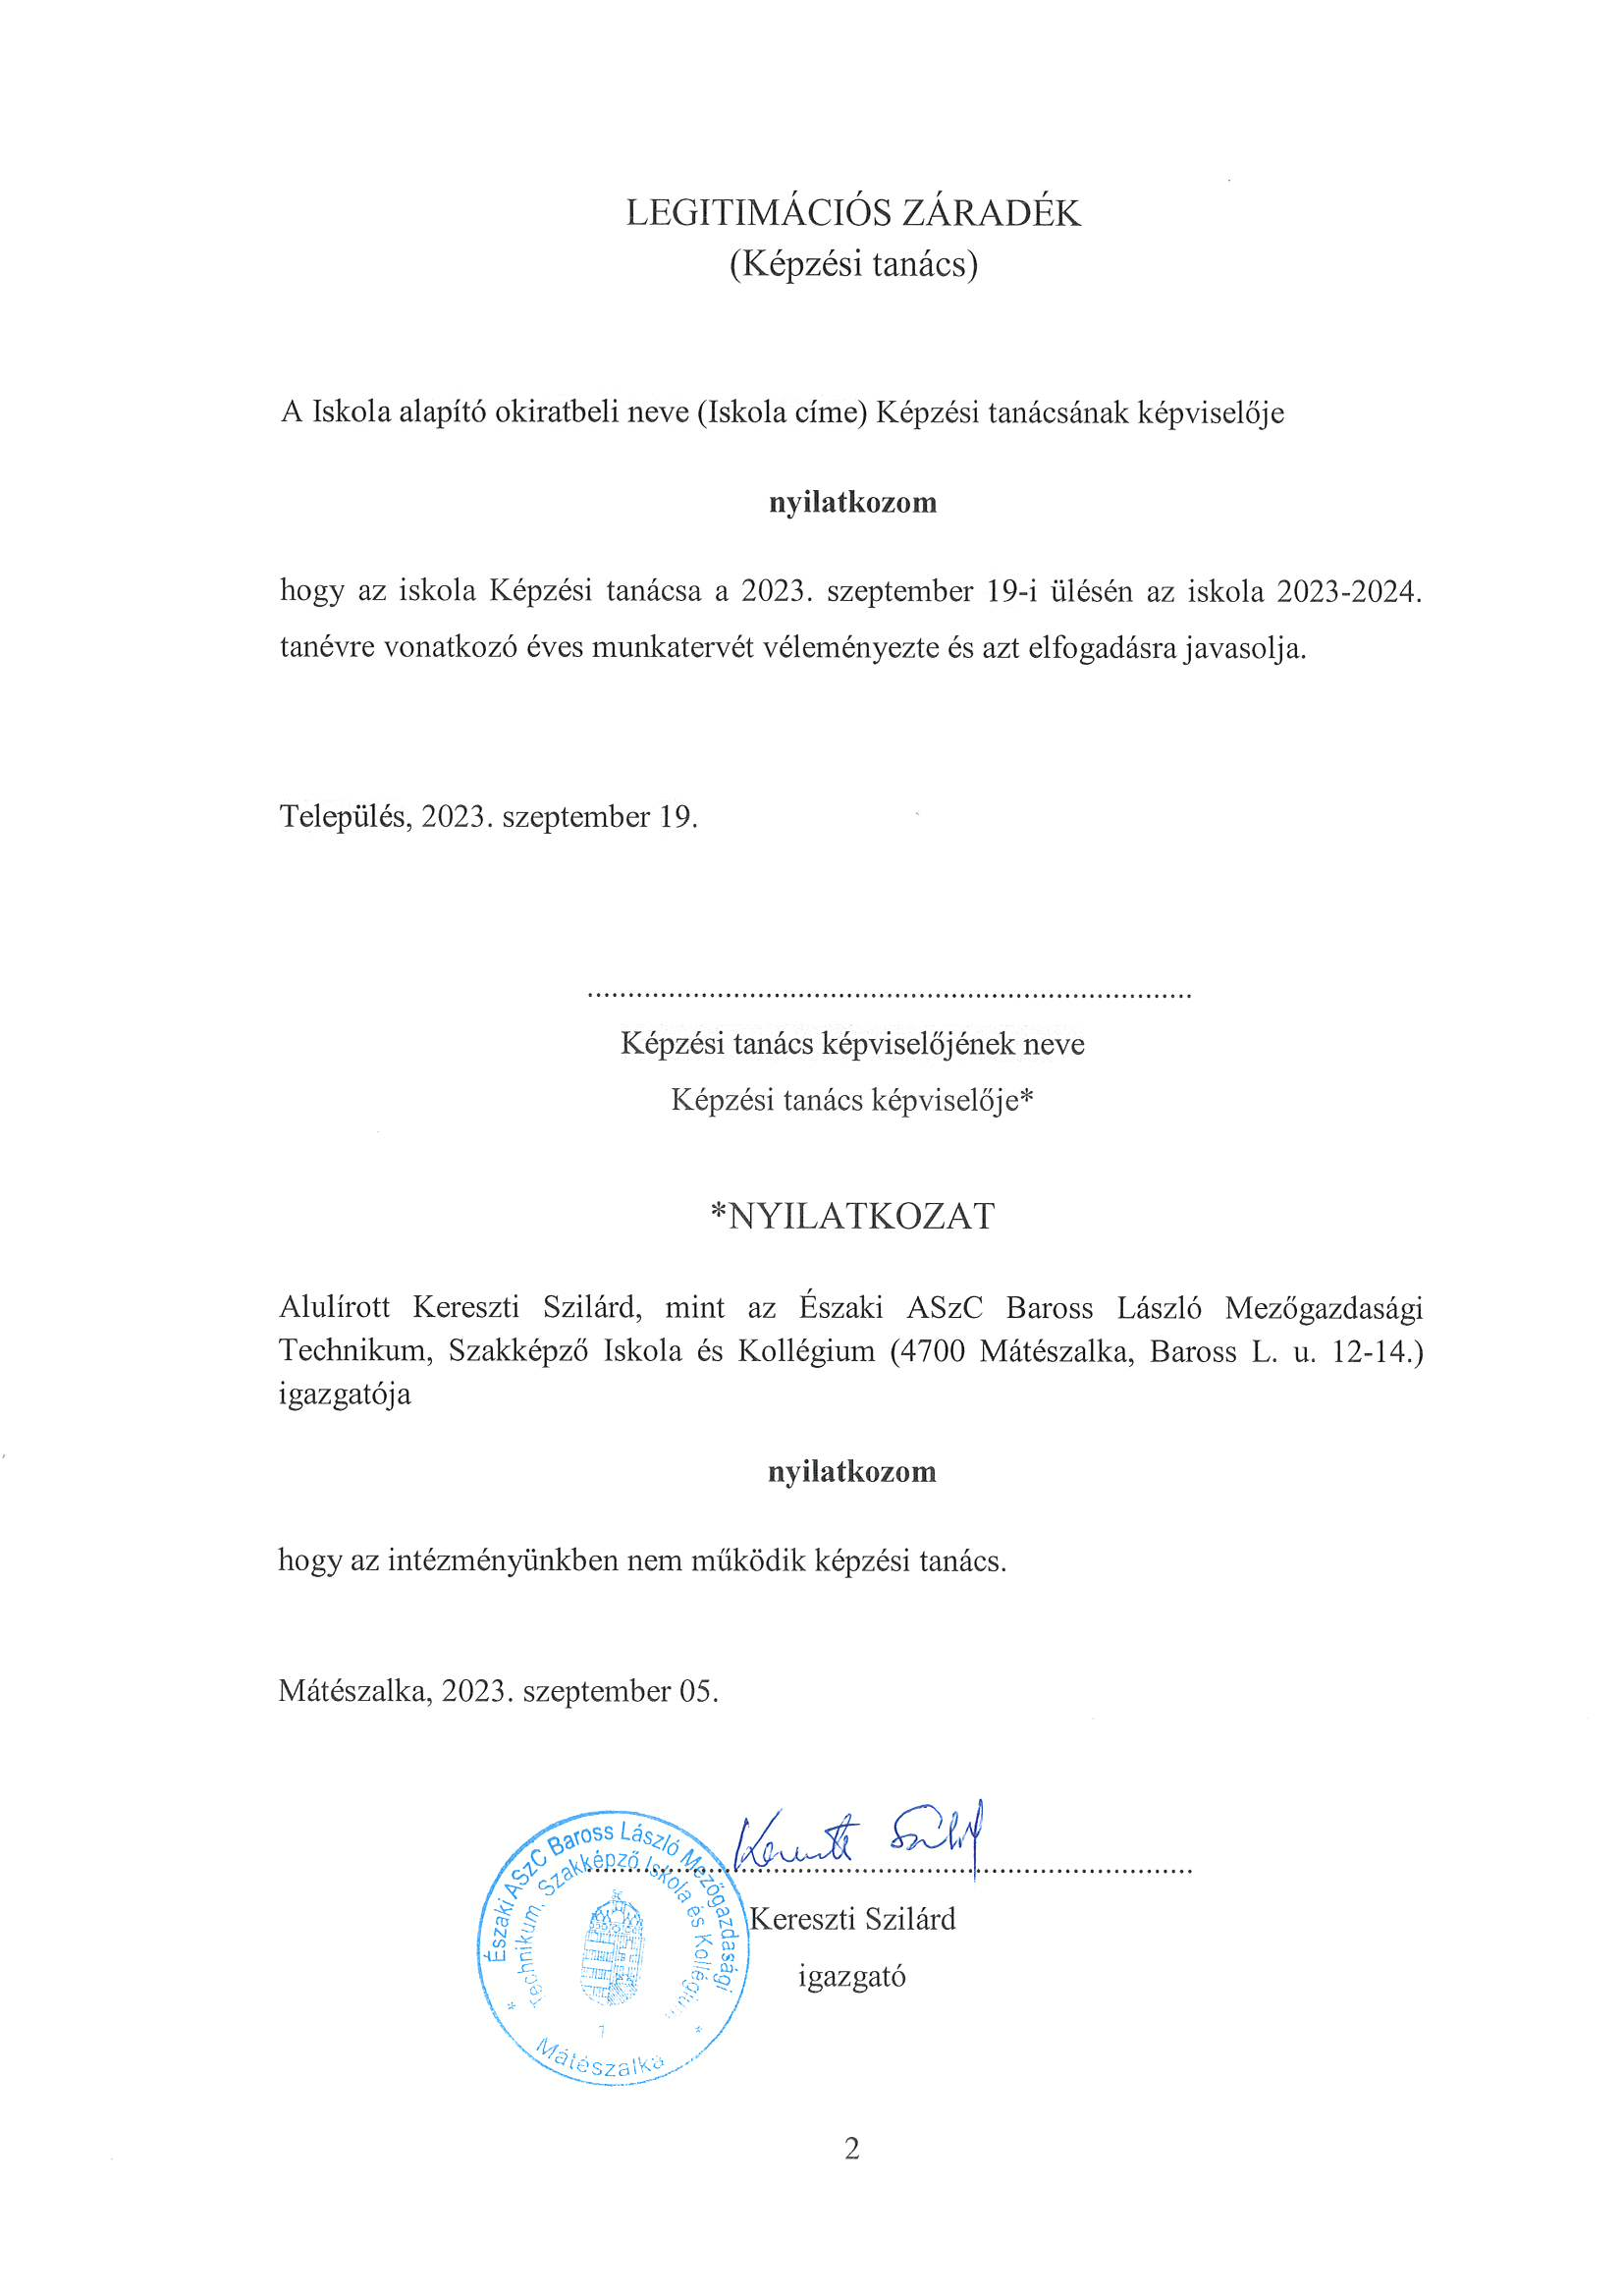 LEGITIMÁCIÓS ZÁRADÉK
(Képzési tanács)
A Iskola alapító okiratbeli neve (Iskola címe) Képzési tanácsának képviselője
nyilatkozom
hogy az iskola Képzési tanácsa a 2023. szeptember 19-i ülésén az iskola 2023-2024.
tanévre vonatkozó éves munkatervét véleményezte és azt elfogadásra javasolja.
Település, 2023. szeptember 19.
Képzési tanács képviselőjének neve
Képzési tanács képviselője*
*NYILATKOZAT
Alulírott Kereszti Szilárd, mint az Északi ASzC Baross László Mezőgazdasági
Technikum, Szakképző Iskola és Kollégium (4700 Mátészalka, Baross L. u. 12-14.)
igazgatója
nyilatkozom
hogy az intézményünkben nem működik képzési tanács.
Mátészalka, 2023. szeptember 05.
Kereszti Szilárd
igazgató
Északi ASzC Baross László Mezőgazdasági
Technikum, Szakképző Iskola és Kollégium
* 7 *
Mátészalka
2